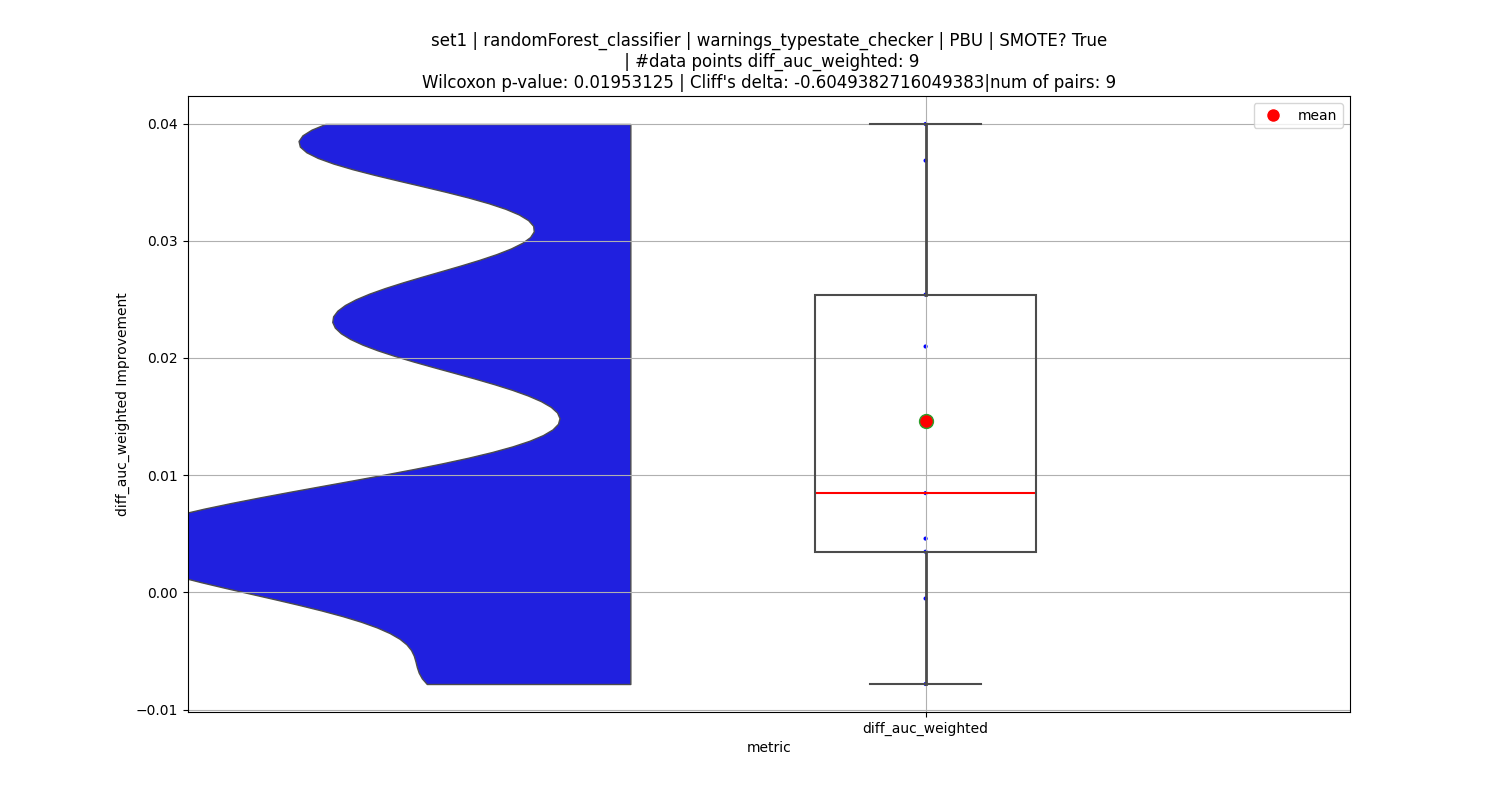 set1 | randomForest_classifier | warnings_typestate_checker | PBU | SMOTE? True
| #data points diff_auc_weighted: 9
Wilcoxon p-value: 0.01953125 | Cliff's delta: -0.6049382716049383|num of pairs: 9
mean
0.04
0.03
0.02
0.01
0.00
−0.01
diff_auc_weighted Improvement
diff_auc_weighted
metric